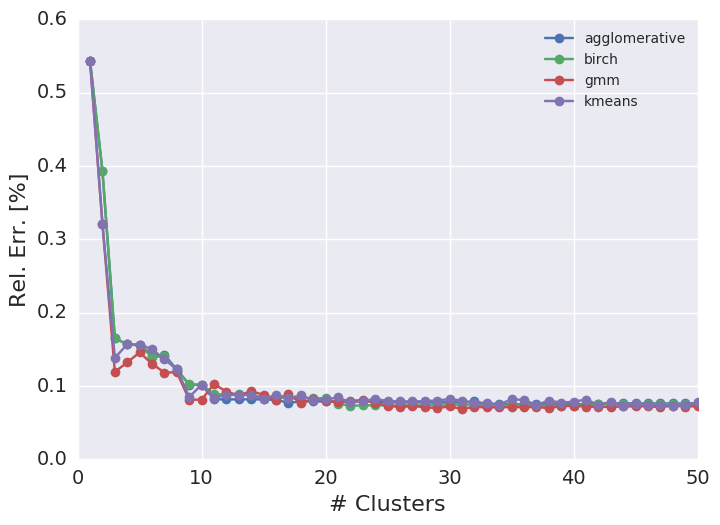 0.6
0.5
0.4
0.3
0.2
0.1
0.0
Rel. Err. [%]
agglomerative
birch
gmm
kmeans
0 10 20 30 40 50
# Clusters